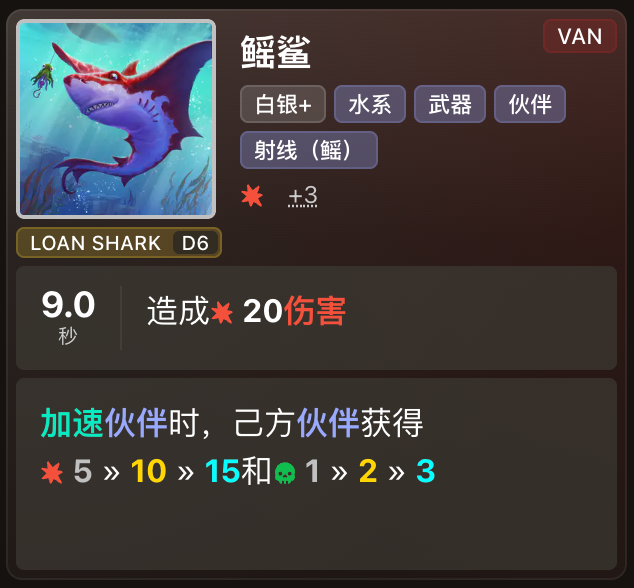 鳐鲨
VAN
白银+ 水系 武器 伙伴
射线（鳐）
+3
LOAN SHARK D6
9.0
秒
造成 20伤害
加速伙伴时，己方伙伴获得
5 » 10 » 15和 1 » 2 » 3